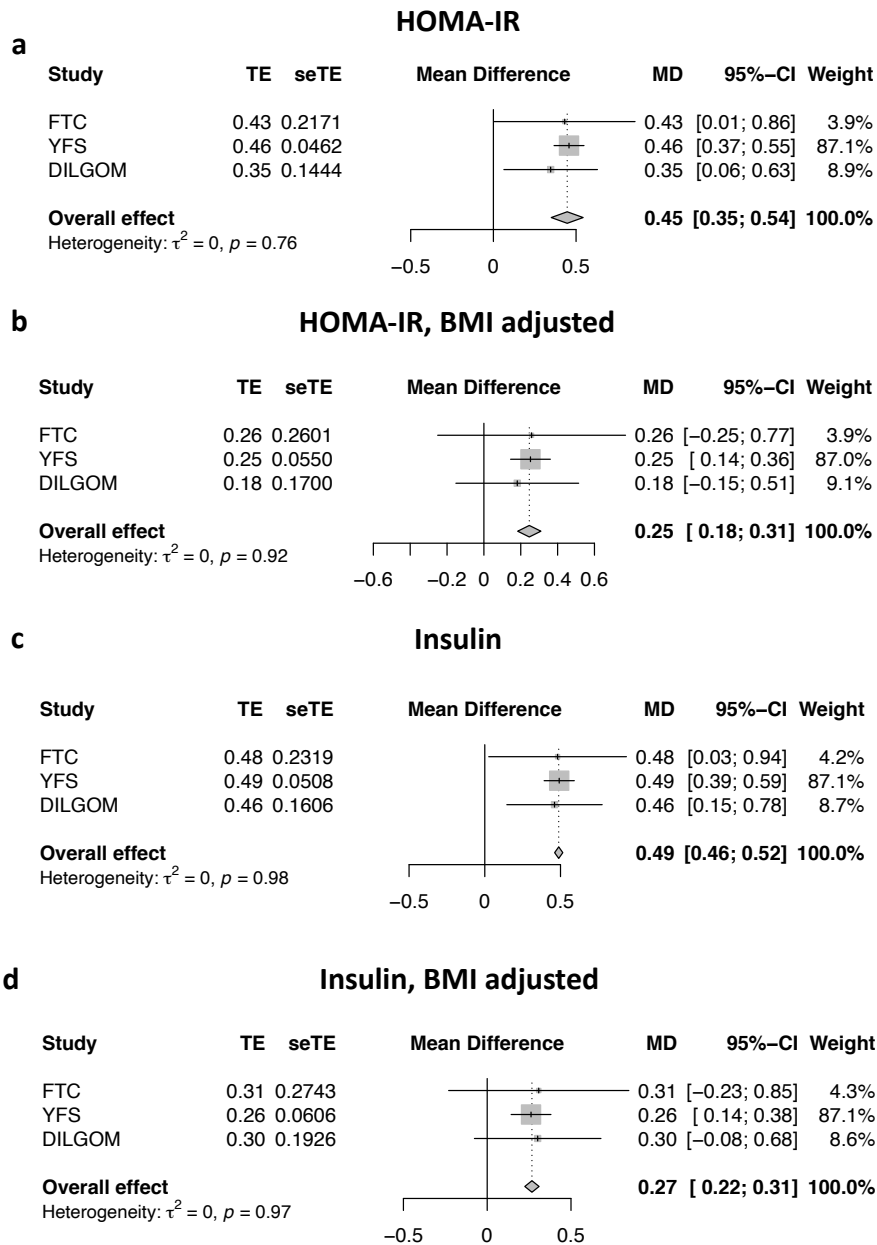 HOMA-IR
a
Study TE seTE Mean Difference MD 95%−CI Weight
FTC 0.43 0.2171 0.43 [0.01; 0.86] 3.9%
YFS 0.46 0.0462 0.46 [0.37; 0.55] 87.1%
DILGOM 0.35 0.1444 0.35 [0.06; 0.63] 8.9%
Overall effect 0.45 [0.35; 0.54] 100.0%
Heterogeneity: τ² = 0, p = 0.76
−0.5 0 0.5
b HOMA-IR, BMI adjusted
Study TE seTE Mean Difference MD 95%−CI Weight
FTC 0.26 0.2601 0.26 [−0.25; 0.77] 3.9%
YFS 0.25 0.0550 0.25 [ 0.14; 0.36] 87.0%
DILGOM 0.18 0.1700 0.18 [−0.15; 0.51] 9.1%
Overall effect 0.25 [ 0.18; 0.31] 100.0%
Heterogeneity: τ² = 0, p = 0.92
−0.6 −0.2 0 0.2 0.4 0.6
c Insulin
Study TE seTE Mean Difference MD 95%−CI Weight
FTC 0.48 0.2319 0.48 [0.03; 0.94] 4.2%
YFS 0.49 0.0508 0.49 [0.39; 0.59] 87.1%
DILGOM 0.46 0.1606 0.46 [0.15; 0.78] 8.7%
Overall effect 0.49 [0.46; 0.52] 100.0%
Heterogeneity: τ² = 0, p = 0.98
−0.5 0 0.5
d Insulin, BMI adjusted
Study TE seTE Mean Difference MD 95%−CI Weight
FTC 0.31 0.2743 0.31 [−0.23; 0.85] 4.3%
YFS 0.26 0.0606 0.26 [ 0.14; 0.38] 87.1%
DILGOM 0.30 0.1926 0.30 [−0.08; 0.68] 8.6%
Overall effect 0.27 [ 0.22; 0.31] 100.0%
Heterogeneity: τ² = 0, p = 0.97
−0.5 0 0.5